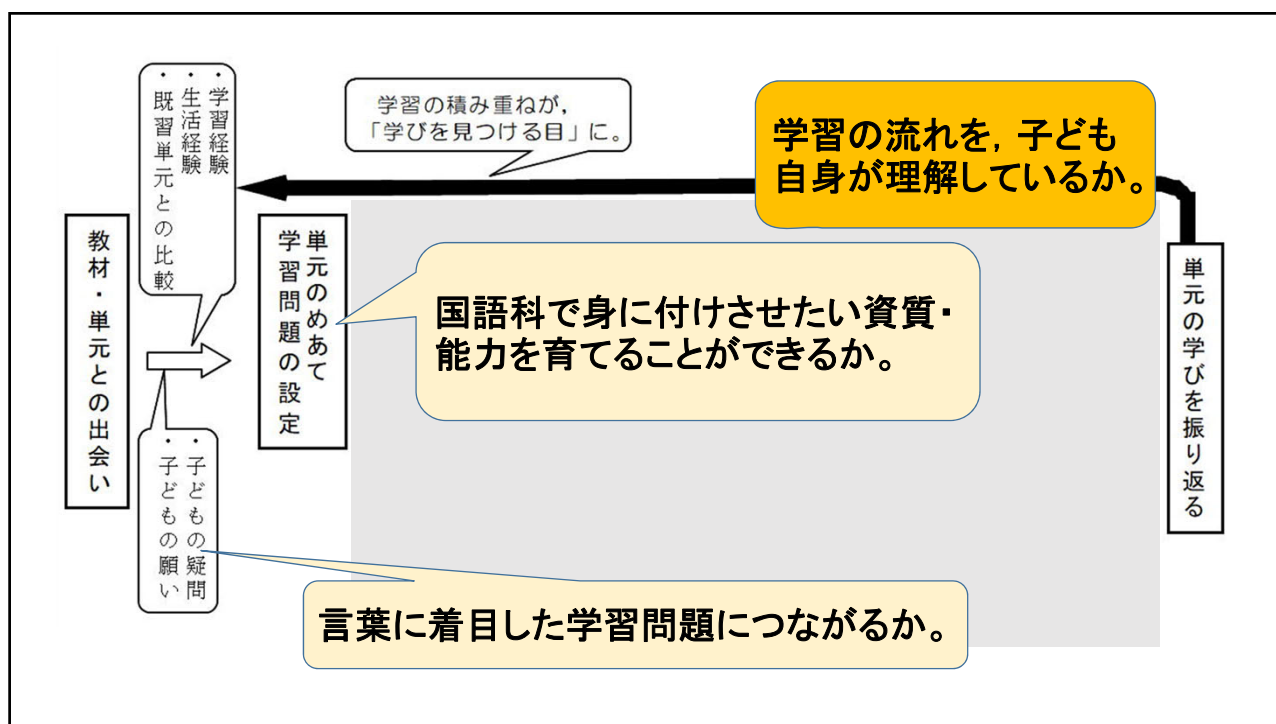 ・学習経験
・生活経験
・既習単元との比較
学習の積み重ねが，
「学びを見つける目」に。
学習の流れを，子ども
自身が理解しているか。
教材・単元との出会い
単元のめあて
学習問題の設定
国語科で身に付けさせたい資質・
能力を育てることができるか。
単元の学びを振り返る
・子どもの疑問
・子どもの願い
言葉に着目した学習問題につながるか。